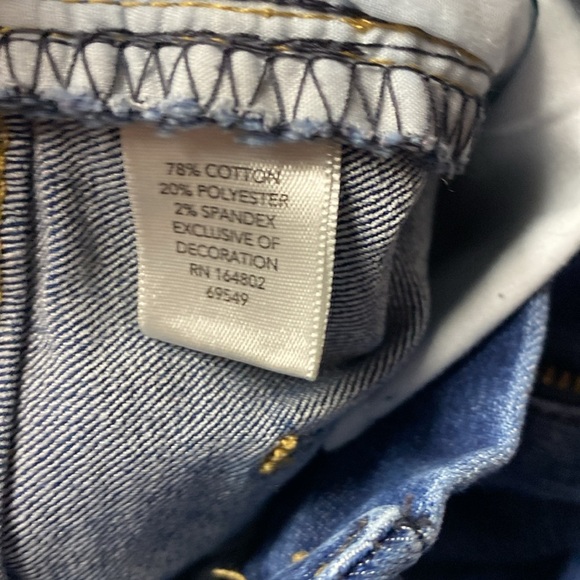 78% COTTON
20% POLYESTER
2% SPANDEX
EXCLUSIVE OF
DECORATION
RN 164802
69549